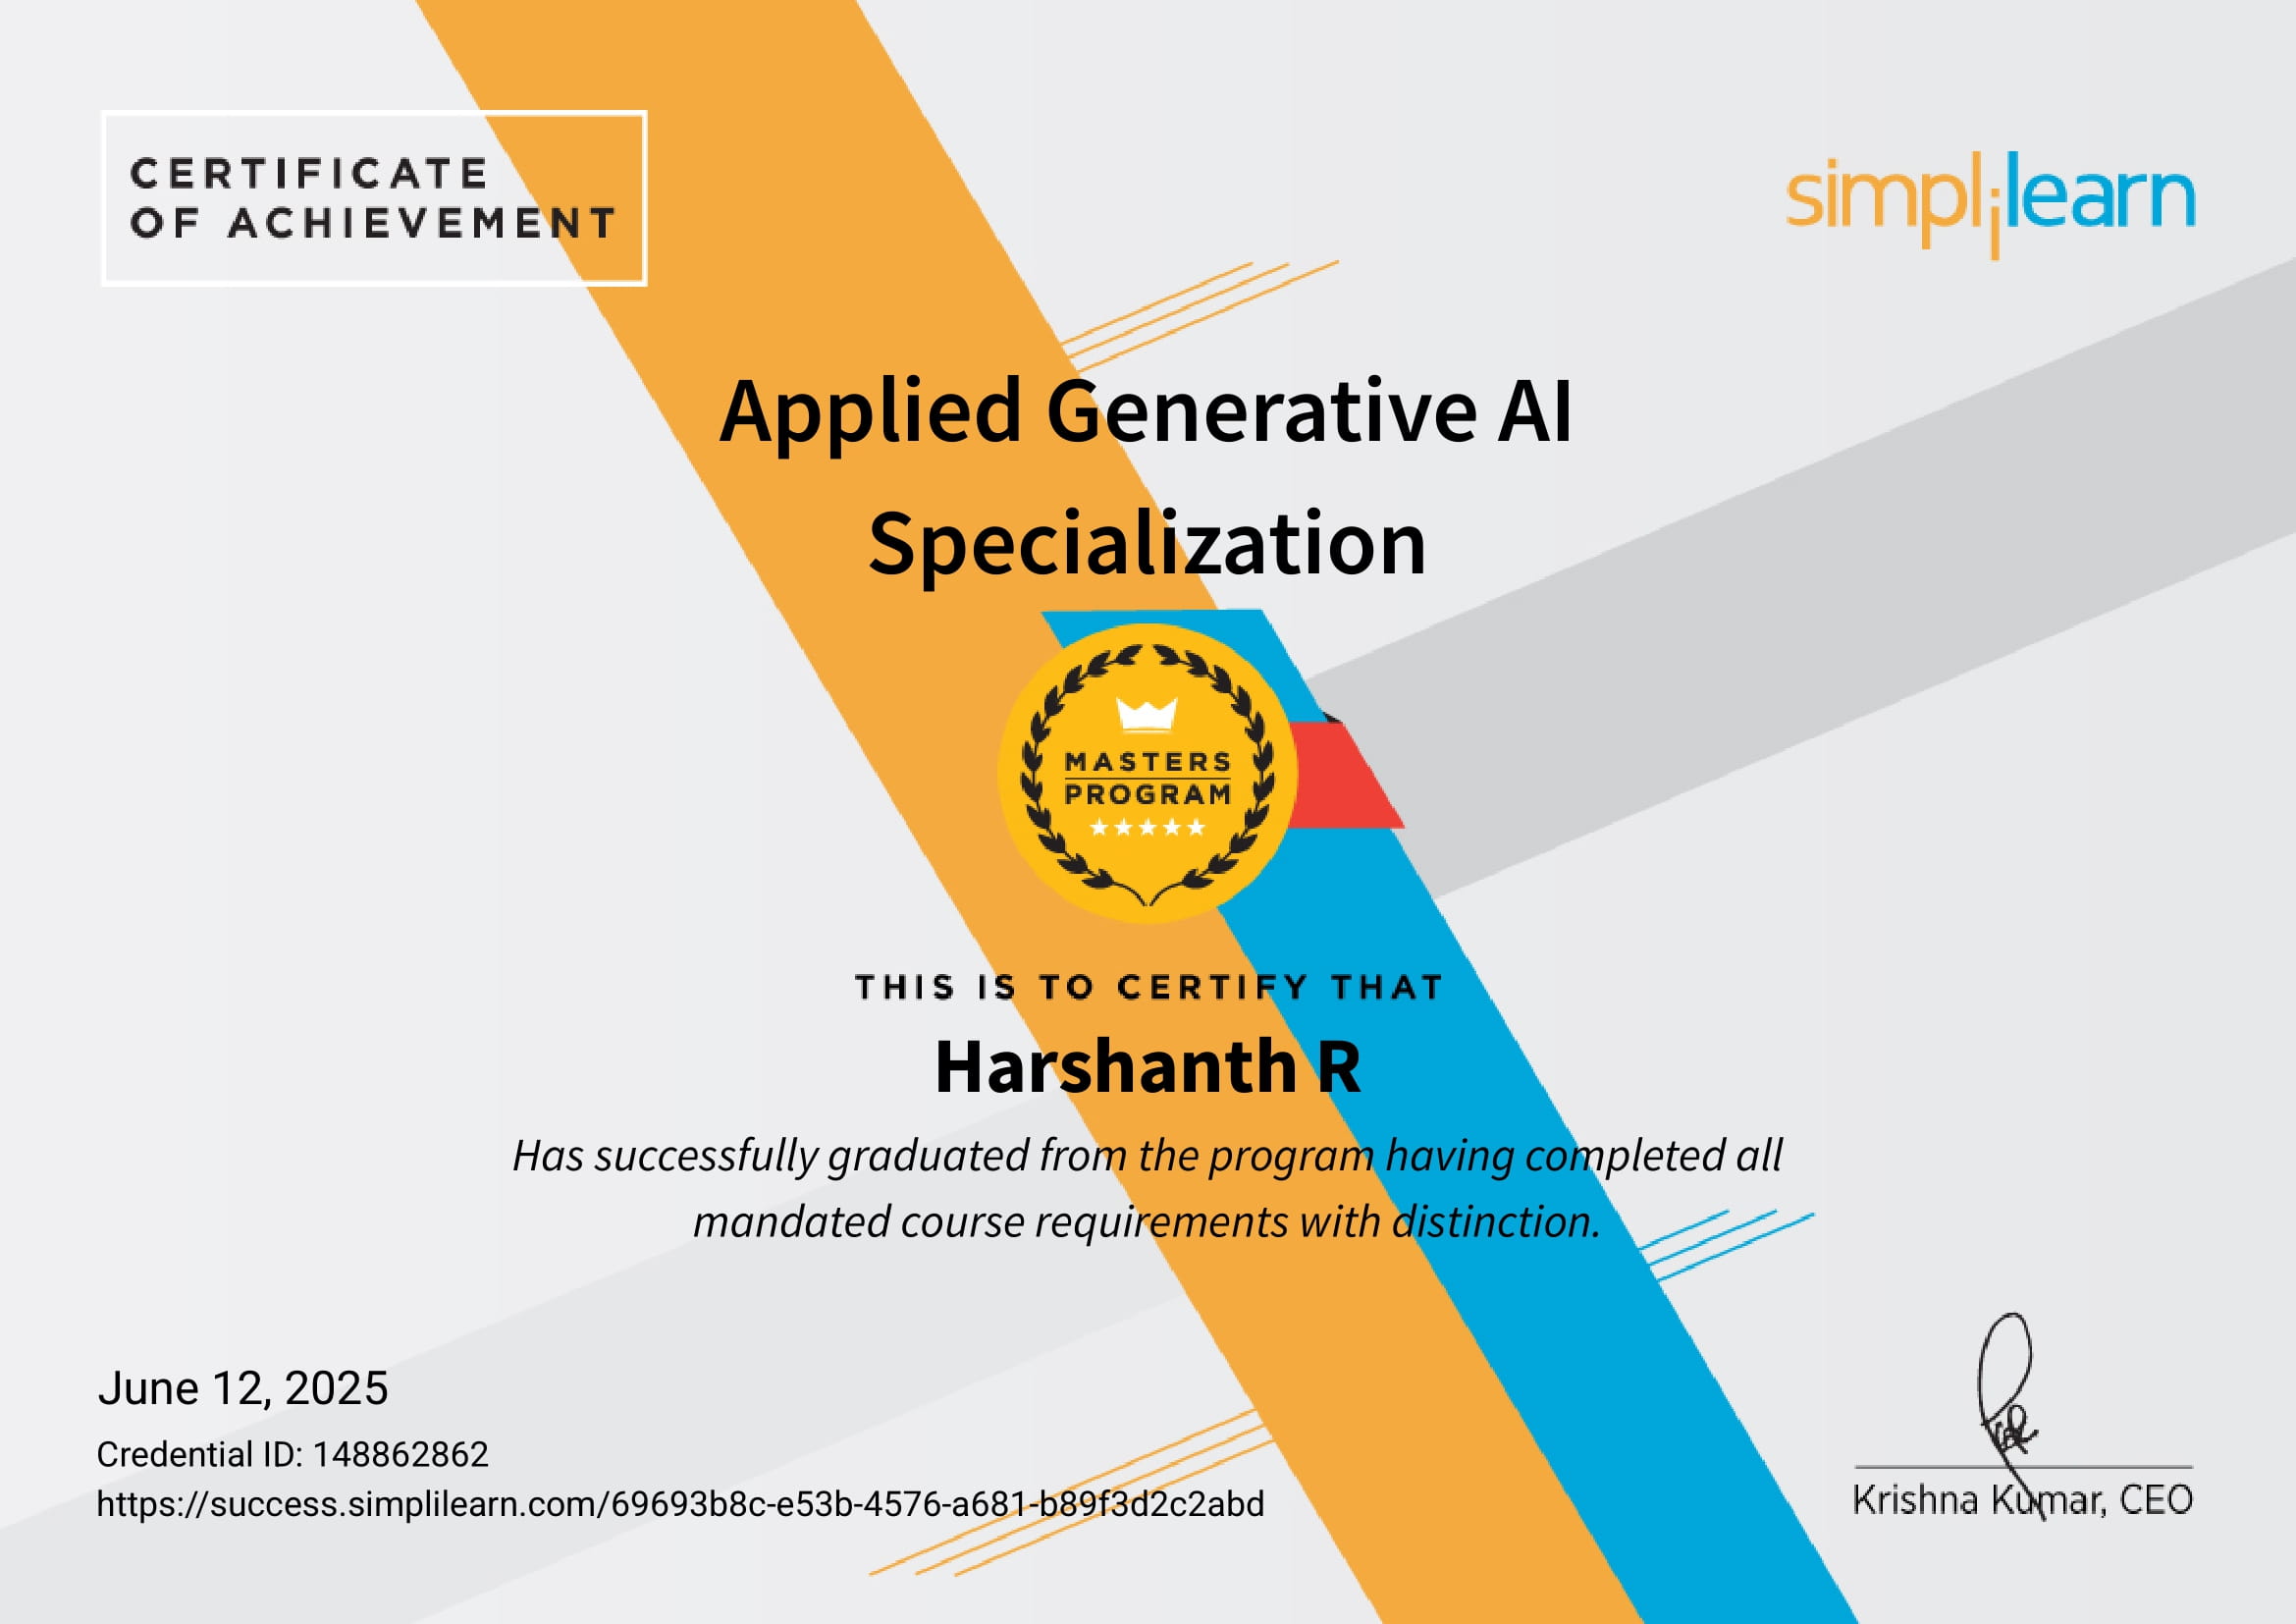 CERTIFICATE
OF ACHIEVEMENT
simplilearn
Applied Generative AI
Specialization
MASTERS
PROGRAM
THIS IS TO CERTIFY THAT
Harshanth R
Has successfully graduated from the program having completed all
mandated course requirements with distinction.
June 12, 2025
Credential ID: 148862862
https://success.simplilearn.com/69693b8c-e53b-4576-a681-b89f3d2c2abd
Krishna Kumar, CEO